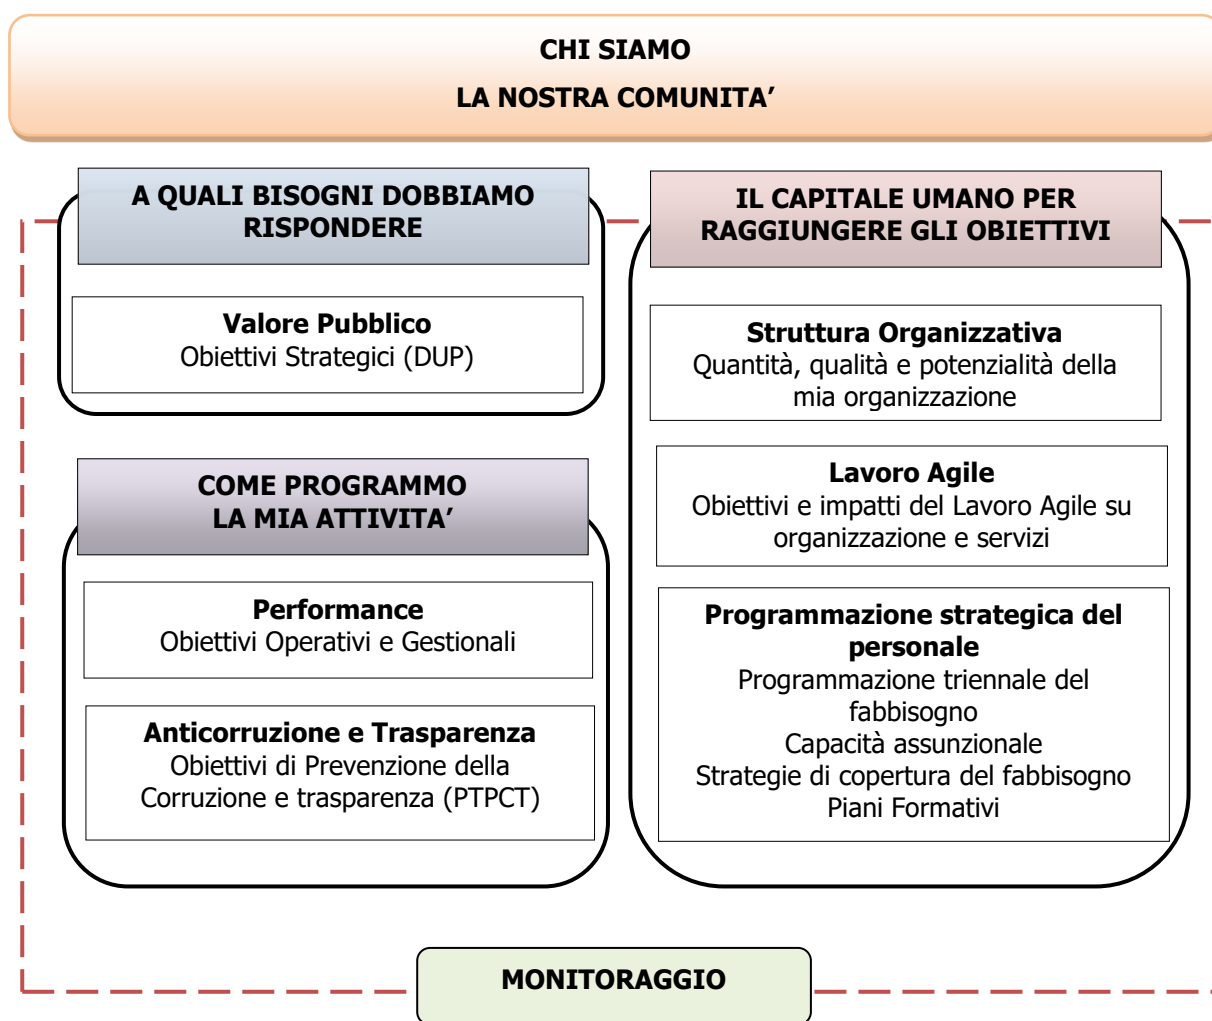 CHI SIAMO
LA NOSTRA COMUNITA’
A QUALI BISOGNI DOBBIAMO
RISPONDERE
Valore Pubblico
Obiettivi Strategici (DUP)
COME PROGRAMMO
LA MIA ATTIVITA’
Performance
Obiettivi Operativi e Gestionali
Anticorruzione e Trasparenza
Obiettivi di Prevenzione della
Corruzione e trasparenza (PTPCT)
IL CAPITALE UMANO PER
RAGGIUNGERE GLI OBIETTIVI
Struttura Organizzativa
Quantità, qualità e potenzialità della
mia organizzazione
Lavoro Agile
Obiettivi e impatti del Lavoro Agile su
organizzazione e servizi
Programmazione strategica del
personale
Programmazione triennale del
fabbisogno
Capacità assunzionale
Strategie di copertura del fabbisogno
Piani Formativi
MONITORAGGIO